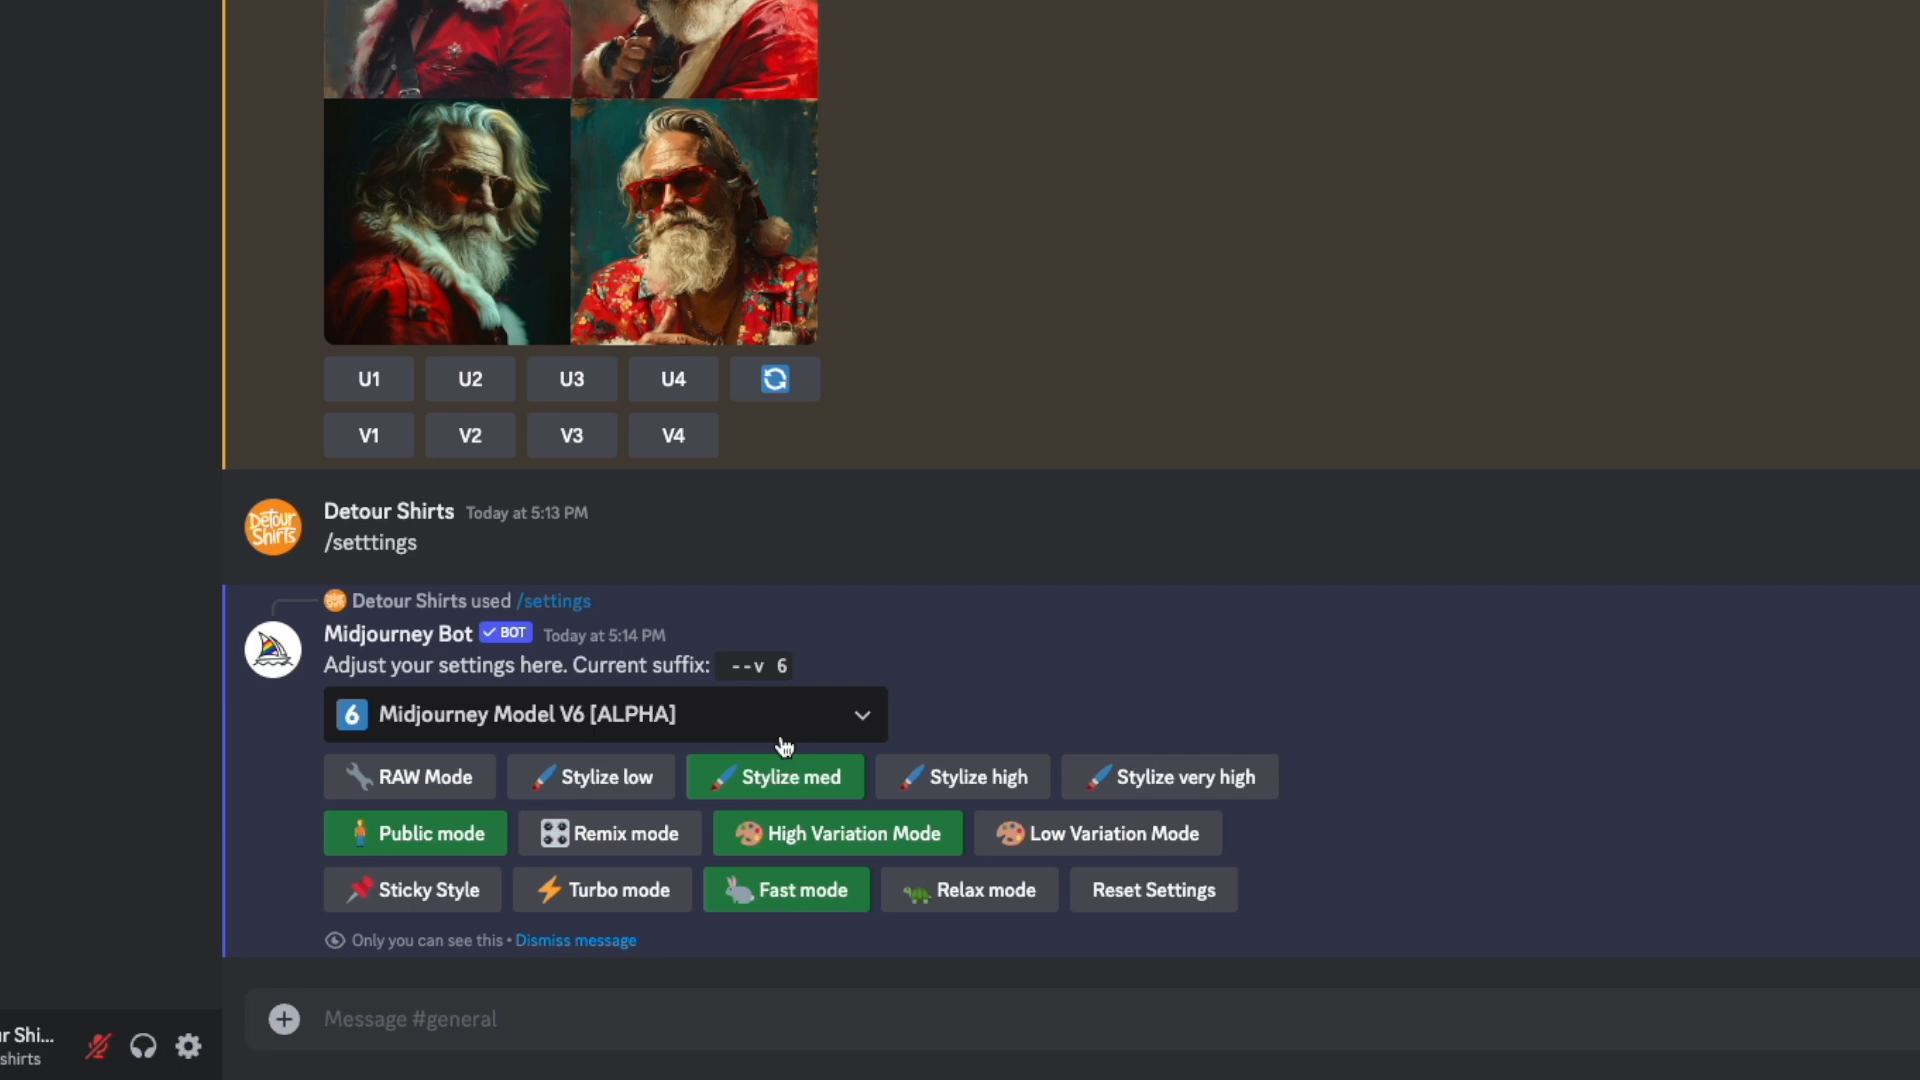 U1 U2 U3 U4
V1 V2 V3 V4
Detour Shirts Today at 5:13 PM
Detour Shirts
/setttings
Detour Shirts used /settings
Midjourney Bot BOT Today at 5:14 PM
Adjust your settings here. Current suffix: --v 6
6 Midjourney Model V6 [ALPHA]
RAW Mode Stylize low Stylize med Stylize high Stylize very high
Public mode Remix mode High Variation Mode Low Variation Mode
Sticky Style Turbo mode Fast mode Relax mode Reset Settings
Only you can see this • Dismiss message
Message #general
r Shi...
shirts